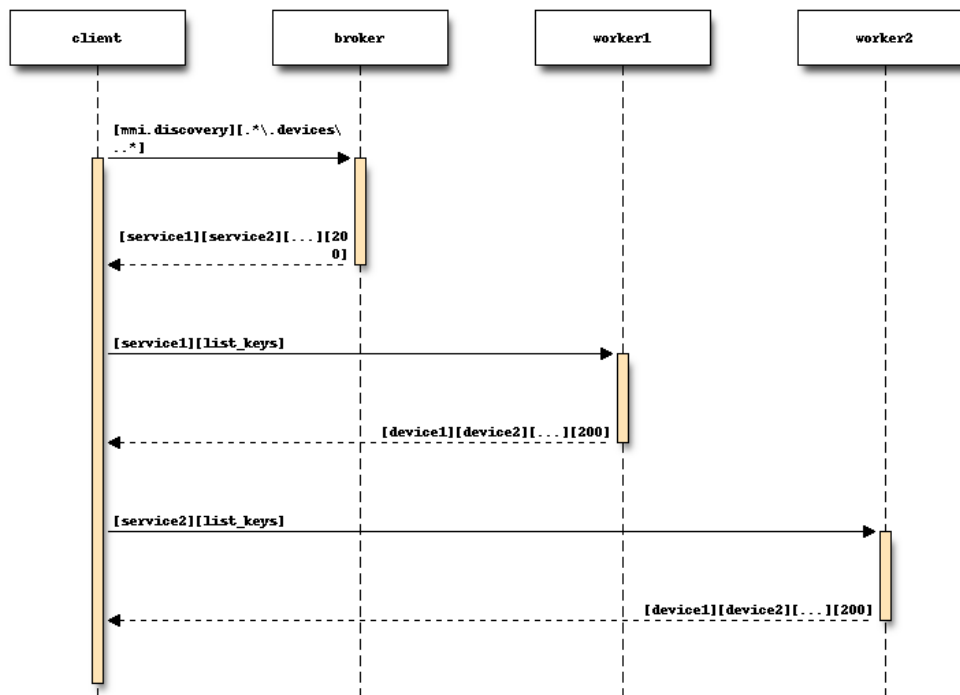 client
broker
worker1
worker2
[mmi.discovery][.*\.devices\
..*]
[service1][service2][...][20
0]
[service1][list_keys]
[device1][device2][...][200]
[service2][list_keys]
[device1][device2][...][200]